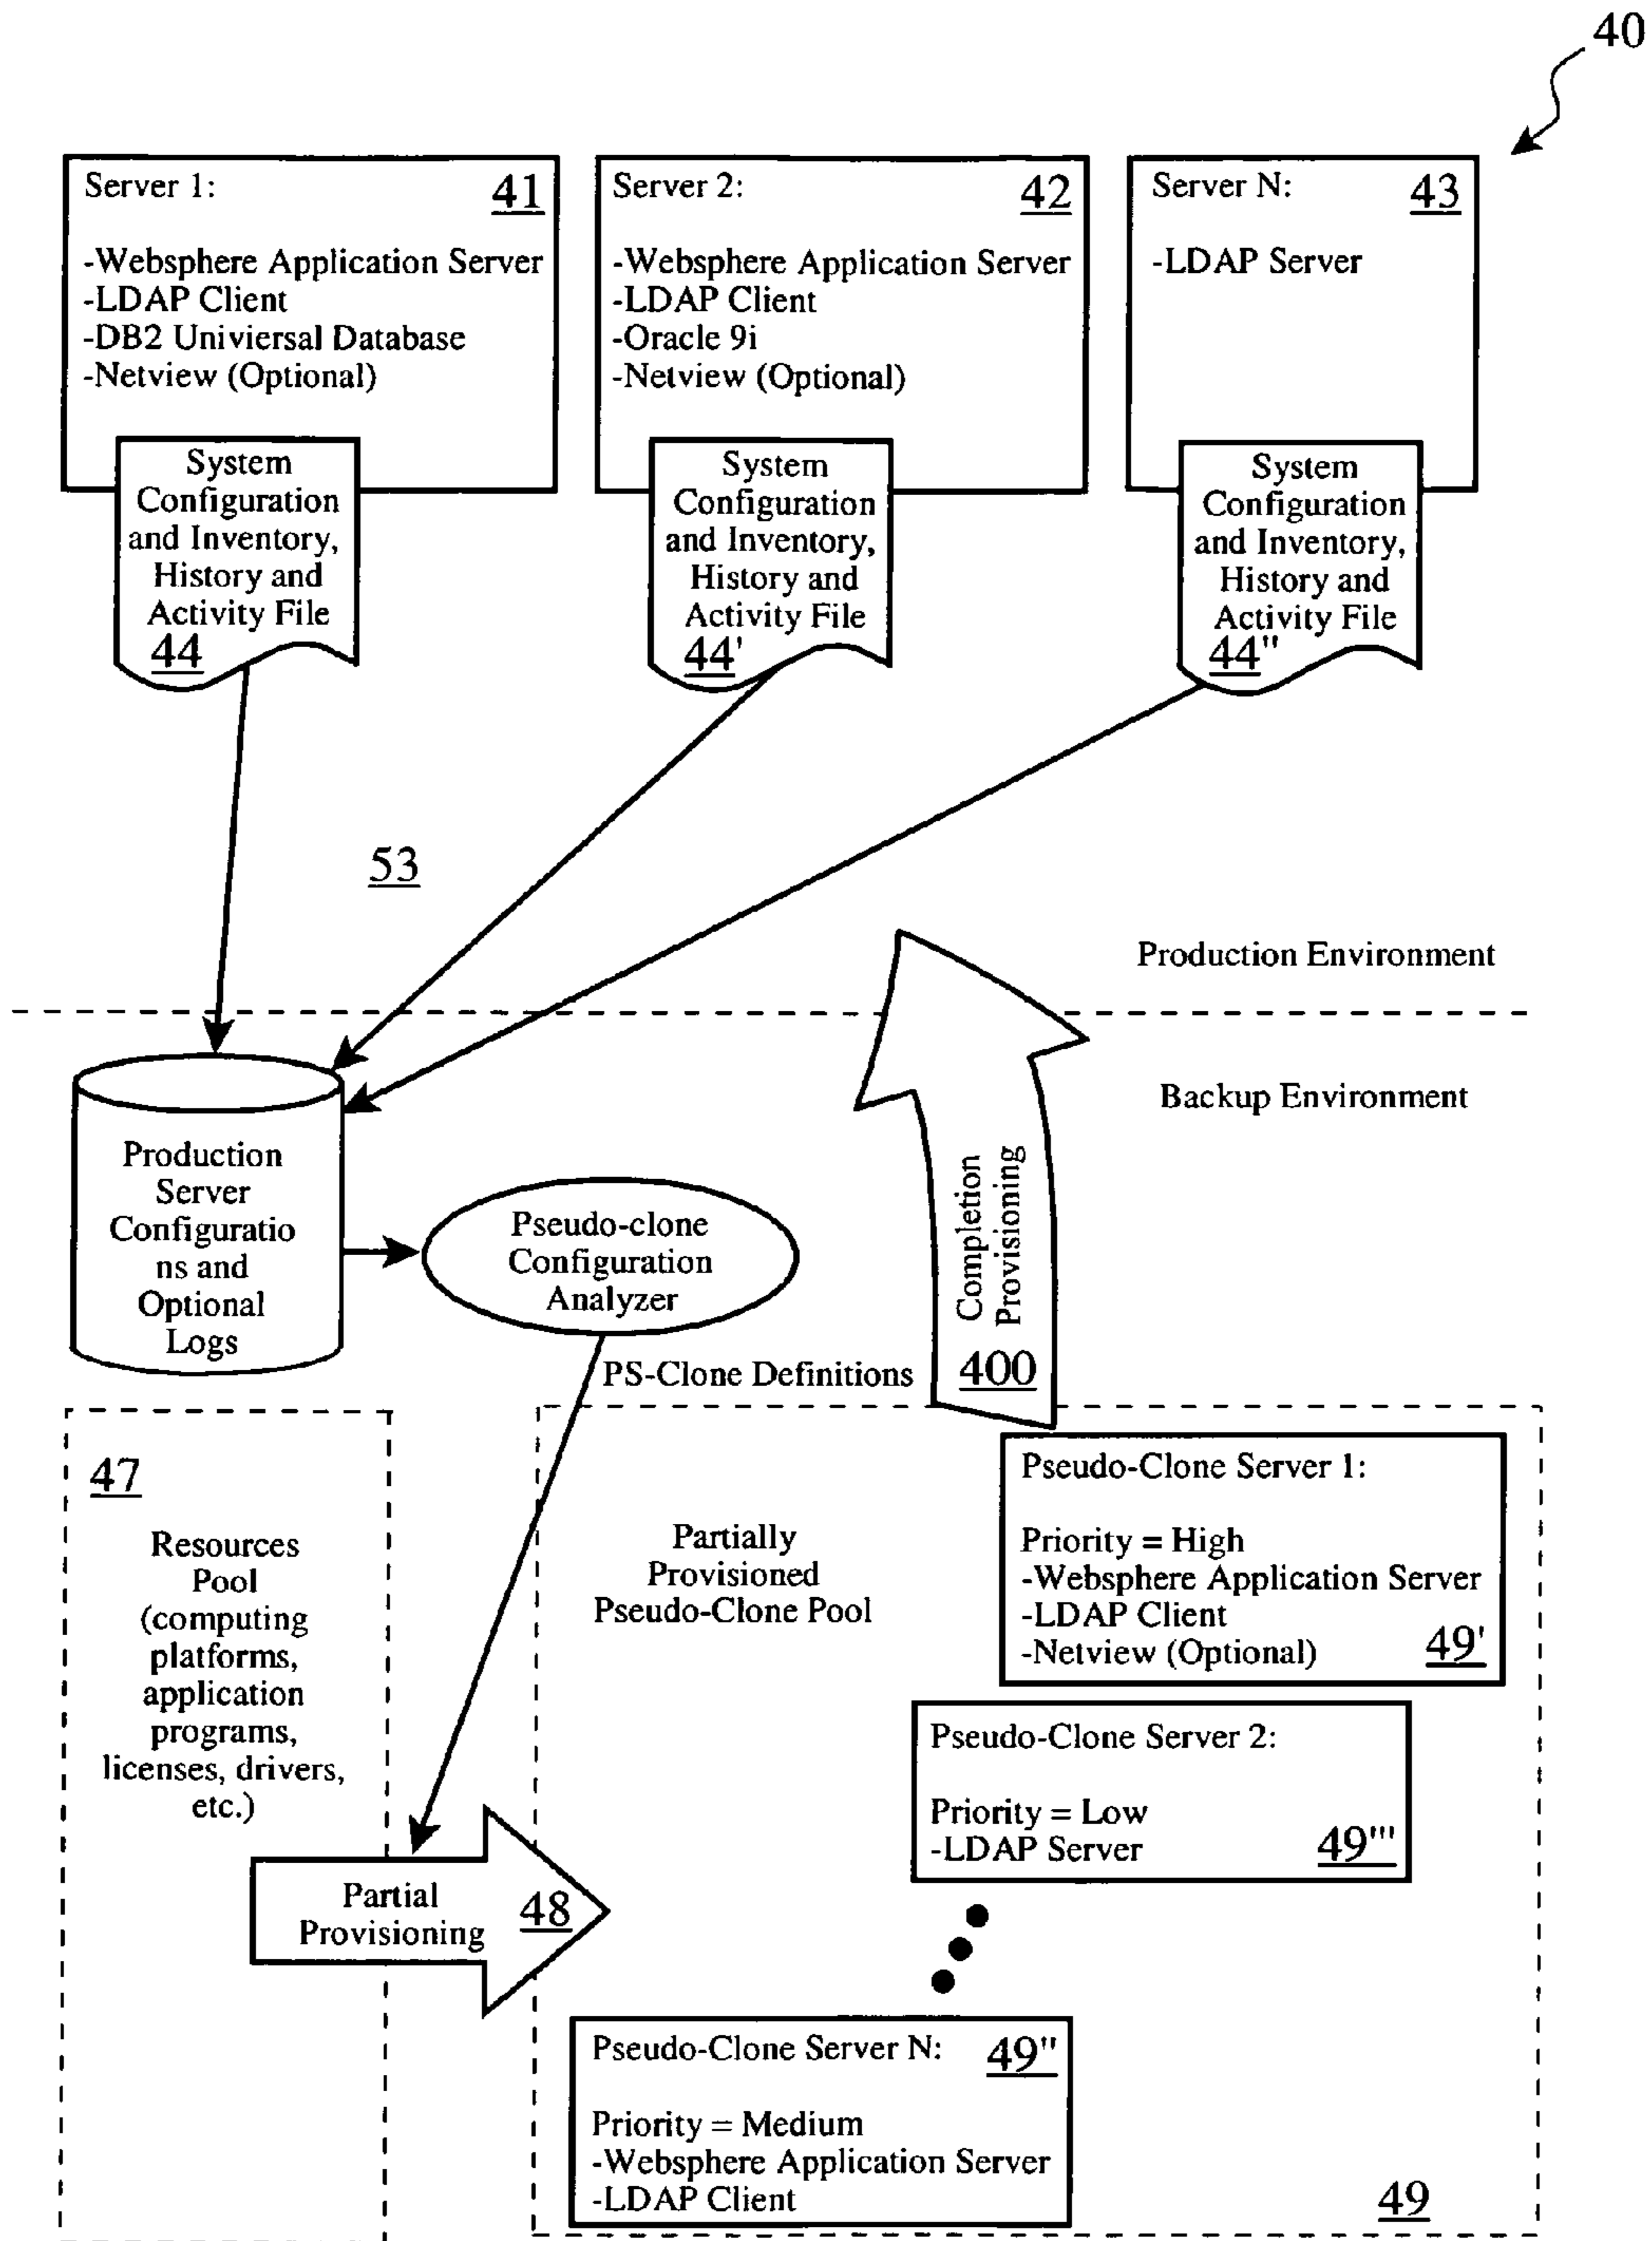 40
Server 1:
41
-Websphere Application Server
-LDAP Client
-DB2 Univiersal Database
-Netview (Optional)
Server 2:
42
-Websphere Application Server
-LDAP Client
-Oracle 9i
-Netview (Optional)
Server N:
43
-LDAP Server
System
Configuration
and Inventory,
History and
Activity File
44
System
Configuration
and Inventory,
History and
Activity File
44'
System
Configuration
and Inventory,
History and
Activity File
44"
53
Production Environment
Backup Environment
Production
Server
Configuratio
ns and
Optional
Logs
Pseudo-clone
Configuration
Analyzer
Completion
Provisioning
400
PS-Clone Definitions
47
Resources
Pool
(computing
platforms,
application
programs,
licenses, drivers,
etc.)
Partially
Provisioned
Pseudo-Clone Pool
Pseudo-Clone Server 1:
Priority = High
-Websphere Application Server
-LDAP Client
-Netview (Optional)
49'
Pseudo-Clone Server 2:
Priority = Low
-LDAP Server
49'''
Partial
Provisioning
48
Pseudo-Clone Server N:
49"
Priority = Medium
-Websphere Application Server
-LDAP Client
49